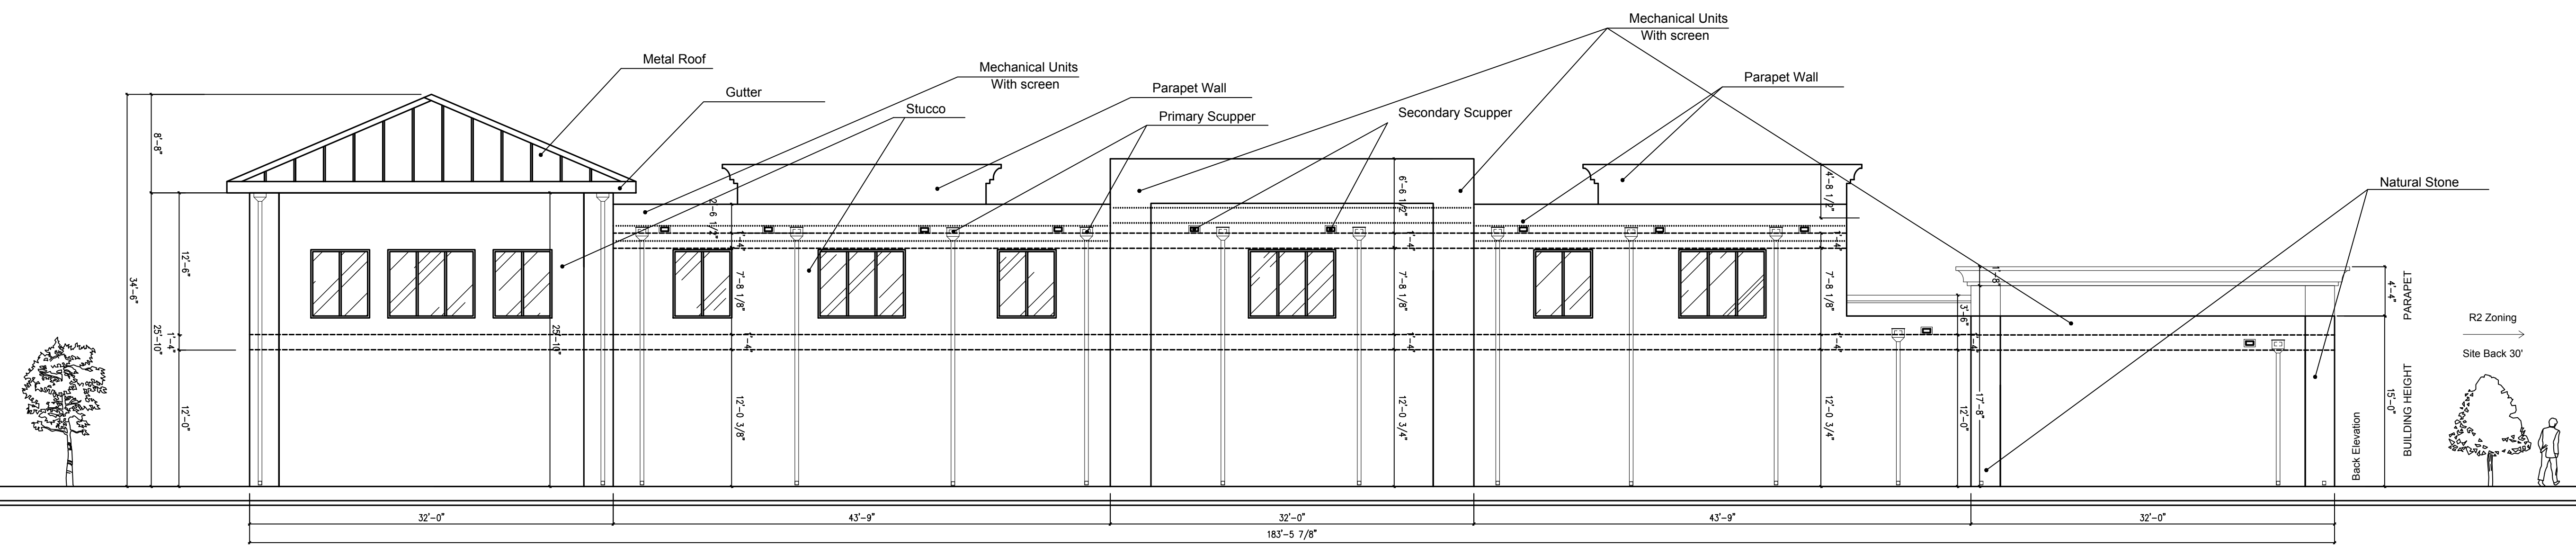 Mechanical Units
With screen
Metal Roof
Mechanical Units
With screen
Parapet Wall
Gutter
Parapet Wall
Stucco
Primary Scupper
Secondary Scupper
Natural Stone
8'-8"
34'-6"
12'-6"
25'-10"
1'-4"
12'-0"
25'-10"
2'-6 1/2"
1'-4"
7'-8 1/8"
1'-4"
12'-0 3/8"
6'-6 1/2"
1'-4"
7'-8 1/8"
1'-4"
12'-0 3/4"
4'-8 1/2"
1'-4"
7'-8 1/8"
1'-4"
12'-0 3/4"
3'-6"
1'-4"
12'-0"
1'-8"
17'-8"
4'-4"
PARAPET
15'-0"
BUILDING HEIGHT
Back Elevation
R2 Zoning
Site Back 30'
32'-0"
43'-9"
32'-0"
43'-9"
32'-0"
183'-5 7/8"